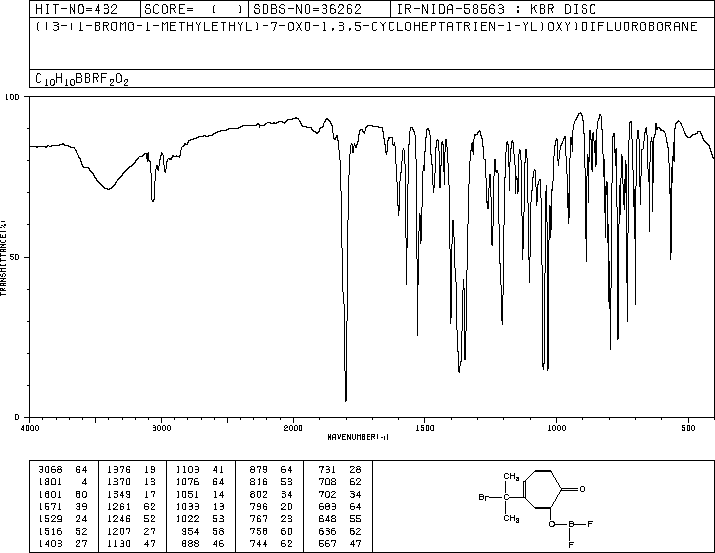 HIT-NO=432 SCORE= ( ) SDBS-NO=36262 IR-NIDA-58563 : KBR DISC
((3-(1-BROMO-1-METHYLETHYL)-7-OXO-1,3,5-CYCLOHEPTATRIEN-1-YL)OXY)DIFLUOROBORANE
C10H10BBRF2O2
100
50
0
TRANSMITTANCE(%)
4000 3000 2000 1500 1000 500
WAVENUMBER(-1)
3068 64 1376 19 1103 41 879 64 731 28
1801 4 1370 13 1076 64 816 53 708 62
1601 60 1349 17 1051 14 802 34 702 34
1571 39 1261 62 1033 13 796 20 683 64
1529 24 1246 52 1022 53 767 23 648 55
1516 52 1207 27 954 58 758 60 636 52
1403 27 1130 47 888 46 744 62 567 47
CH3
Br
CH3
O
O B F
F